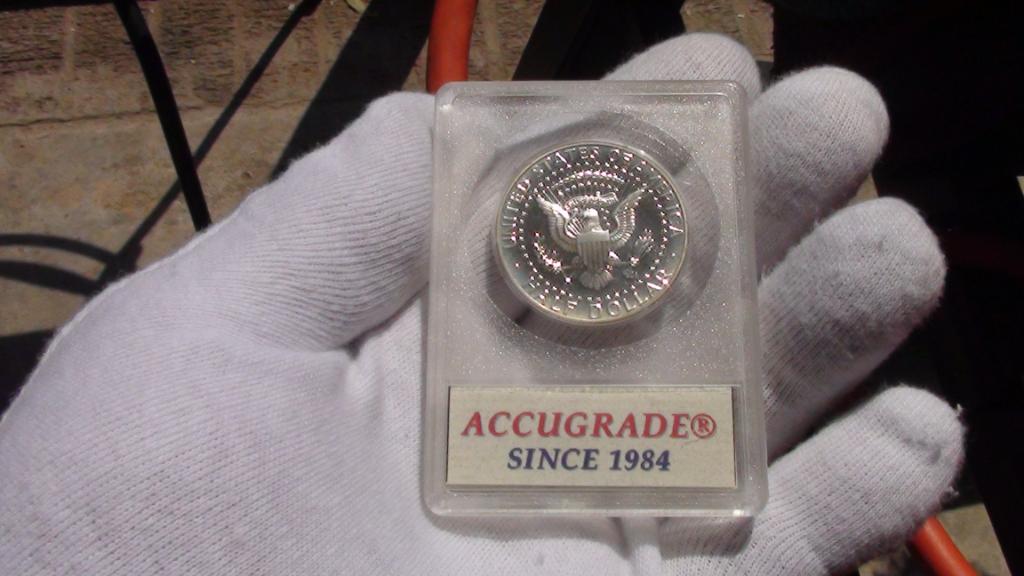 UNITED STATES OF AMERICA
HALF DOLLAR
ACCUGRADE®
SINCE 1984